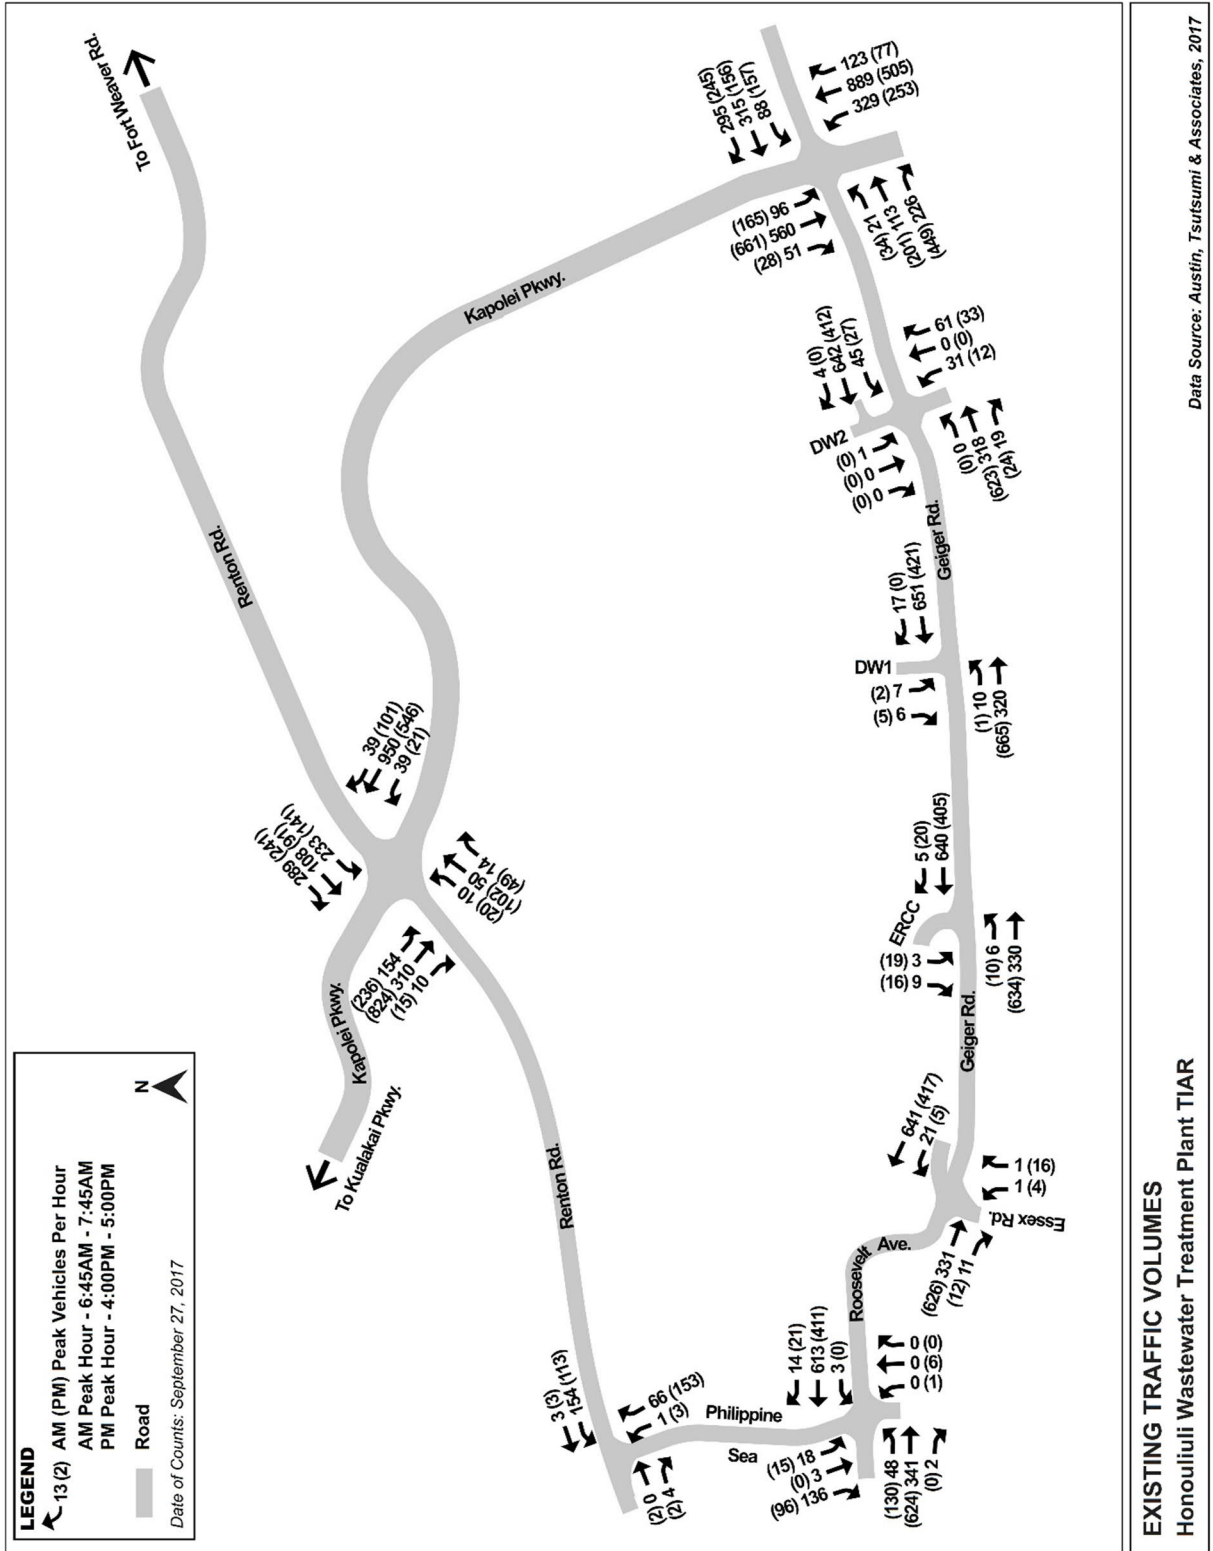 LEGEND
13 (2) AM (PM) Peak Vehicles Per Hour
AM Peak Hour - 6:45AM - 7:45AM
PM Peak Hour - 4:00PM - 5:00PM
Road
N
Date of Counts: September 27, 2017
To Fort Weaver Rd.
Renton Rd.
Kapolei Pkwy.
295 (245)
315 (156)
88 (157)
123 (77)
889 (505)
329 (253)
(165) 96
(661) 560
(28) 51
(34) 21
(201) 113
(449) 226
4 (0)
642 (412)
45 (27)
61 (33)
0 (0)
31 (12)
DW2
(0) 1
(0) 0
(0) 0
(0) 0
(623) 318
(24) 19
Geiger Rd.
17 (0)
651 (421)
DW1
(2) 7
(5) 6
(1) 10
(665) 320
39 (101)
950 (546)
39 (21)
289 (241)
108 (91)
233 (141)
(20) 10
(102) 50
(49) 14
(236) 154
(824) 310
(15) 10
Kapolei Pkwy.
To Kualakai Pkwy.
5 (20)
640 (405)
ERCC
(19) 3
(16) 9
(10) 6
(634) 330
Geiger Rd.
641 (417)
21 (5)
1 (16)
1 (4)
Essex Rd.
(626) 331
(12) 11
Roosevelt Ave.
Renton Rd.
3 (3)
154 (113)
66 (153)
1 (3)
(2) 0
(2) 4
Philippine
Sea
14 (21)
613 (411)
3 (0)
0 (0)
0 (6)
0 (1)
(15) 18
(0) 3
(96) 136
(130) 48
(624) 341
(0) 2
EXISTING TRAFFIC VOLUMES
Honouliuli Wastewater Treatment Plant TIAR
Data Source: Austin, Tsutsumi & Associates, 2017